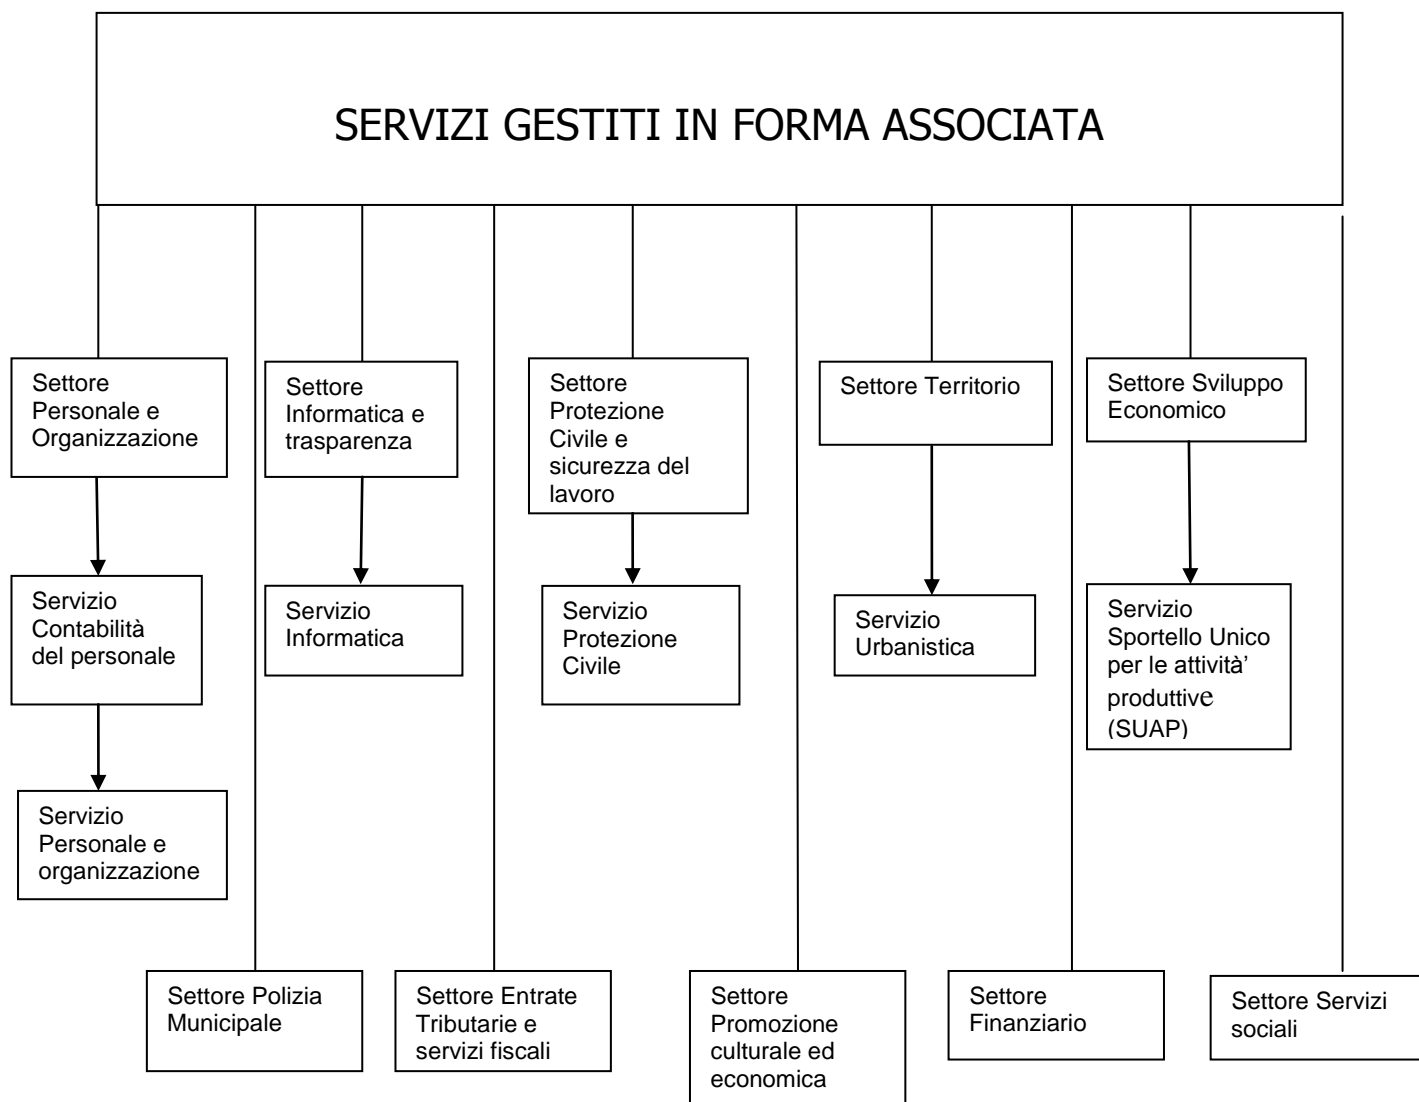 SERVIZI GESTITI IN FORMA ASSOCIATA
Settore
Personale e
Organizzazione
Settore
Informatica e
trasparenza
Settore
Protezione
Civile e
sicurezza del
lavoro
Settore Territorio
Settore Sviluppo
Economico
Servizio
Contabilità
del personale
Servizio
Informatica
Servizio
Protezione
Civile
Servizio
Urbanistica
Servizio
Sportello Unico
per le attività’
produttive
(SUAP)
Servizio
Personale e
organizzazione
Settore Polizia
Municipale
Settore Entrate
Tributarie e
servizi fiscali
Settore
Promozione
culturale ed
economica
Settore
Finanziario
Settore Servizi
sociali